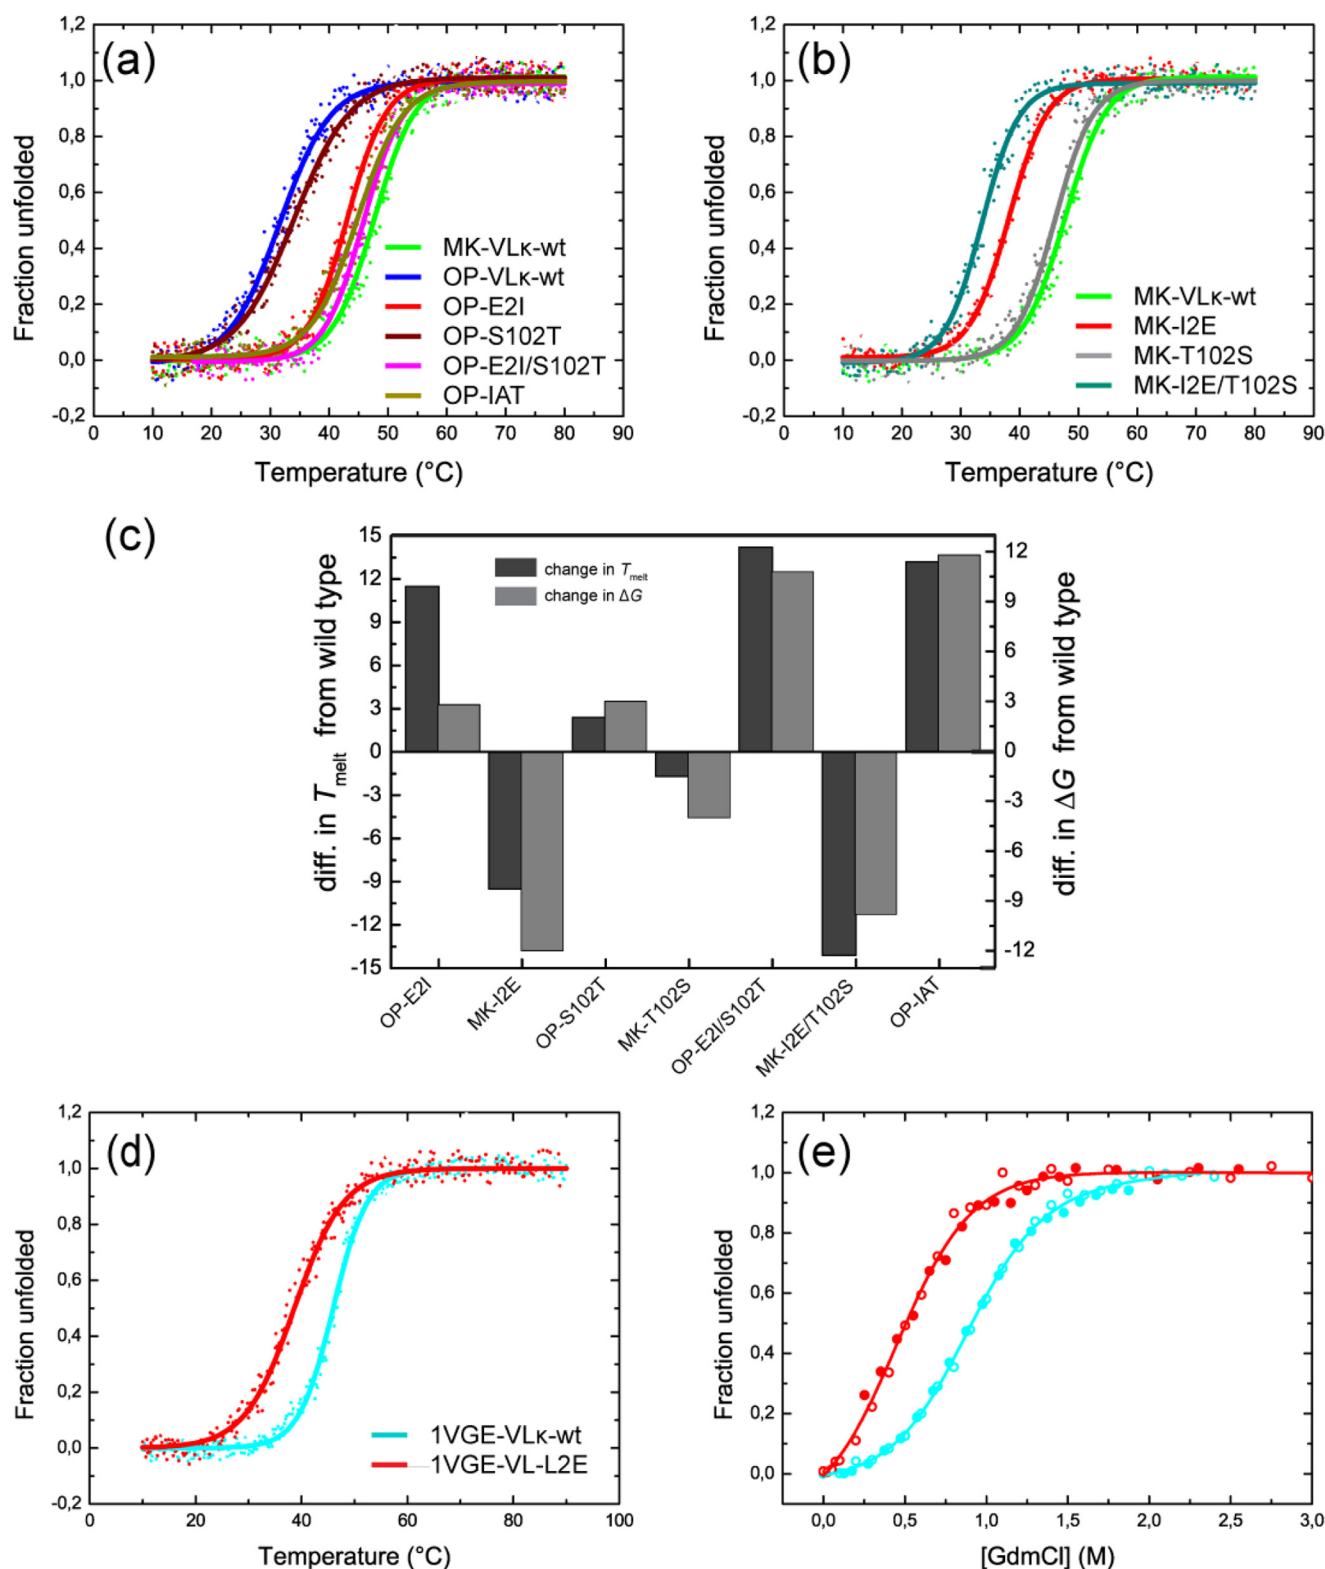 (a)
1,2
1,0
0,8
0,6
0,4
0,2
0,0
-0,2
Fraction unfolded
0 10 20 30 40 50 60 70 80 90
Temperature (°C)
MK-VLκ-wt
OP-VLκ-wt
OP-E2I
OP-S102T
OP-E2I/S102T
OP-IAT
(b)
1,2
1,0
0,8
0,6
0,4
0,2
0,0
-0,2
Fraction unfolded
0 10 20 30 40 50 60 70 80 90
Temperature (°C)
MK-VLκ-wt
MK-I2E
MK-T102S
MK-I2E/T102S
(c)
diff. in Tmelt from wild type
15
12
9
6
3
0
-3
-6
-9
-12
-15
change in Tmelt
change in ΔG
12
9
6
3
0
-3
-6
-9
-12
diff. in ΔG from wild type
OP-E2I
MK-I2E
OP-S102T
MK-T102S
OP-E2I/S102T
MK-I2E/T102S
OP-IAT
(d)
1,2
1,0
0,8
0,6
0,4
0,2
0,0
-0,2
Fraction unfolded
0 20 40 60 80 100
Temperature (°C)
1VGE-VLκ-wt
1VGE-VL-L2E
(e)
1,2
1,0
0,8
0,6
0,4
0,2
0,0
Fraction unfolded
0,0 0,5 1,0 1,5 2,0 2,5 3,0
[GdmCl] (M)